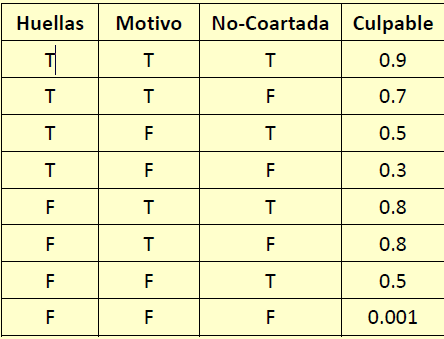 Huellas Motivo No-Coartada Culpable
T T T 0.9
T T F 0.7
T F T 0.5
T F F 0.3
F T T 0.8
F T F 0.8
F F T 0.5
F F F 0.001